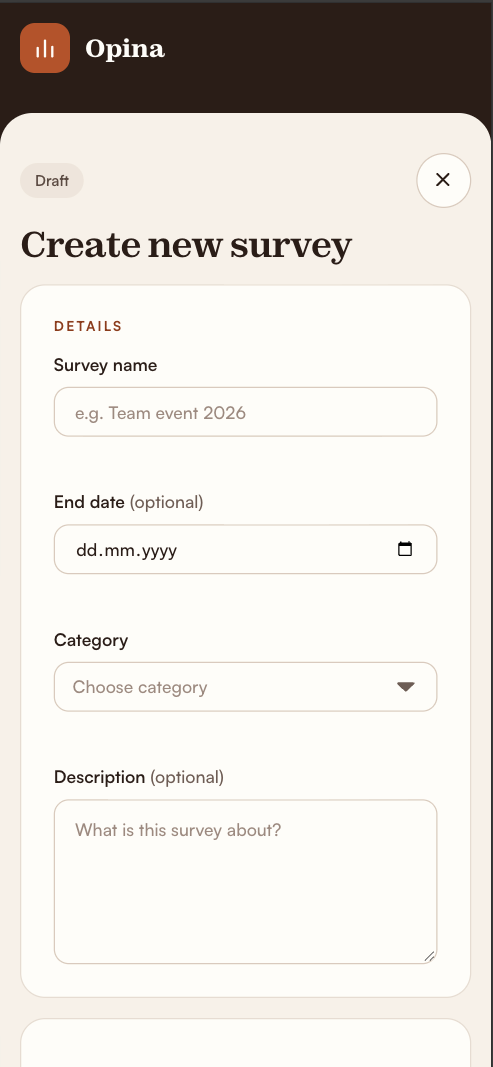 Opina
Draft
Create new survey
DETAILS
Survey name
e.g. Team event 2026
End date (optional)
dd.mm.yyyy
Category
Choose category
Description (optional)
What is this survey about?